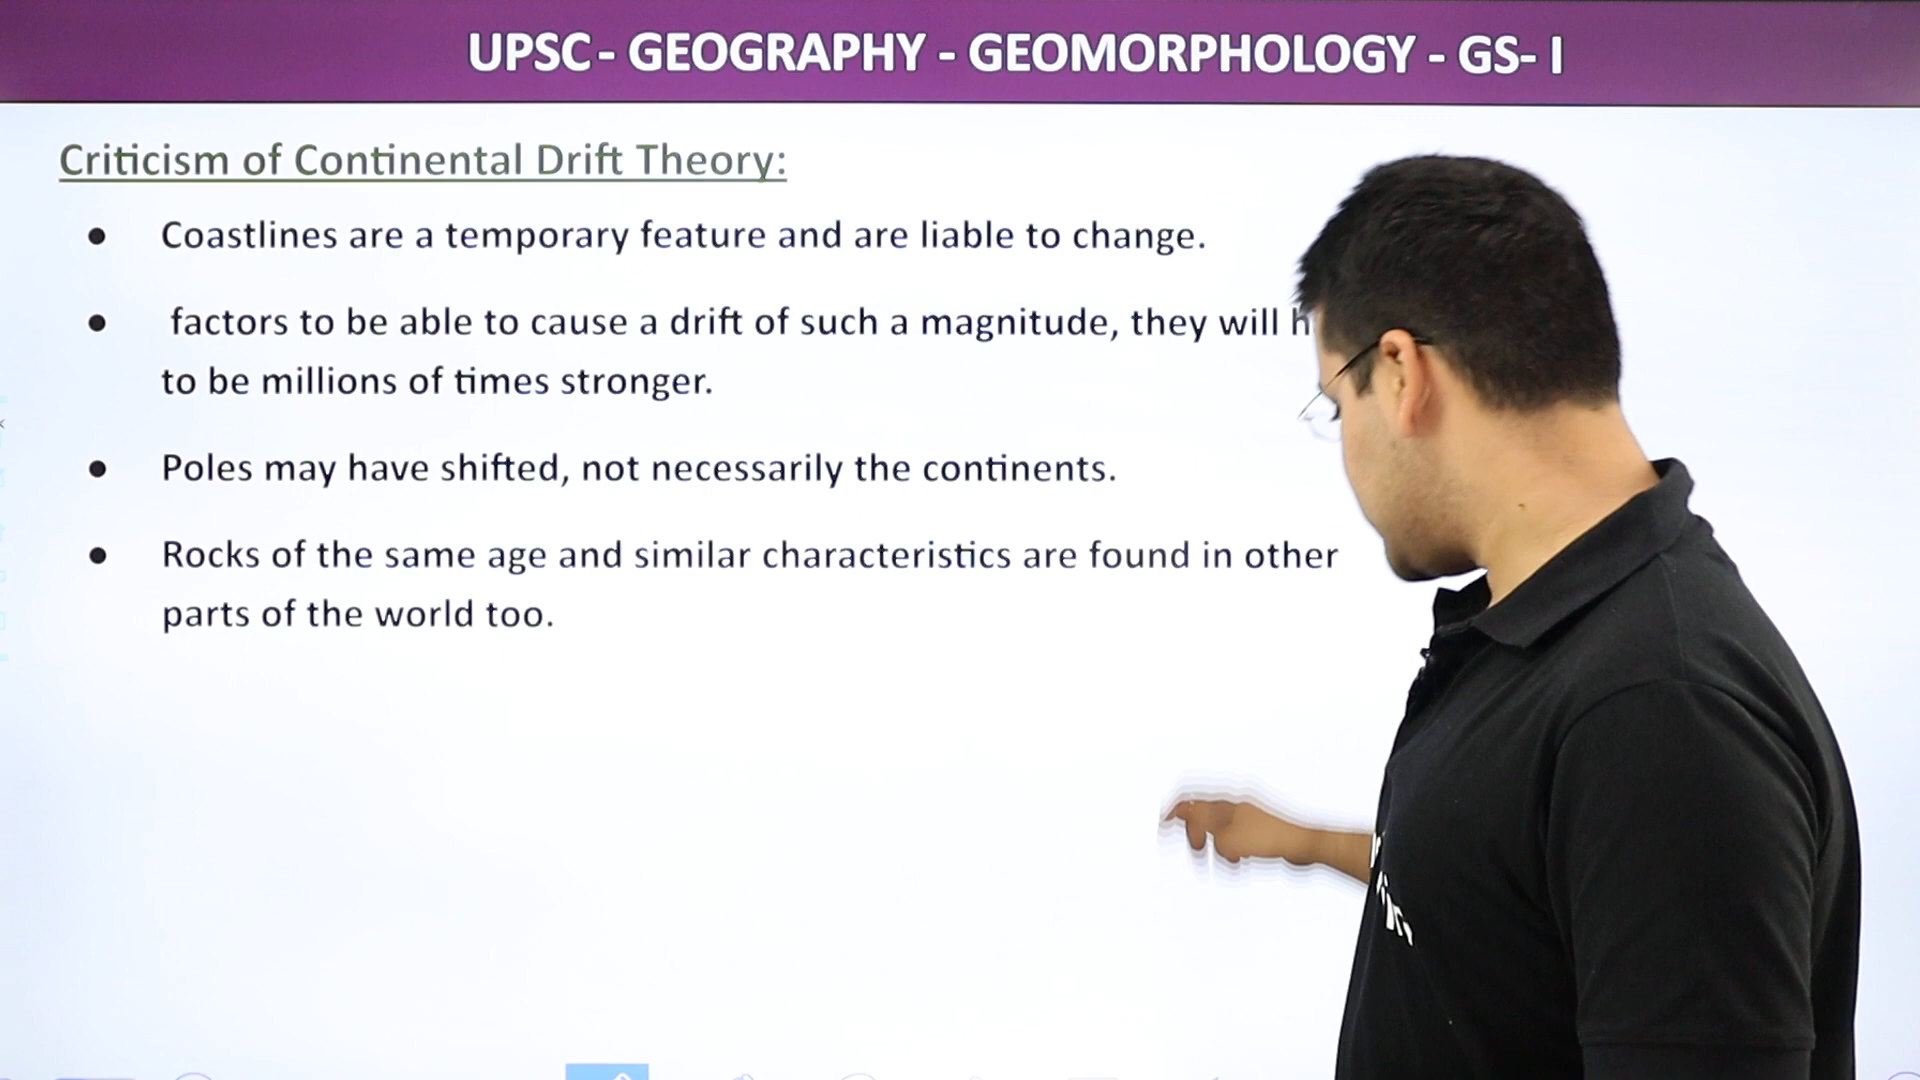 UPSC - GEOGRAPHY - GEOMORPHOLOGY - GS- I
Criticism of Continental Drift Theory:
● Coastlines are a temporary feature and are liable to change.
● factors to be able to cause a drift of such a magnitude, they will
to be millions of times stronger.
● Poles may have shifted, not necessarily the continents.
● Rocks of the same age and similar characteristics are found in other
parts of the world too.